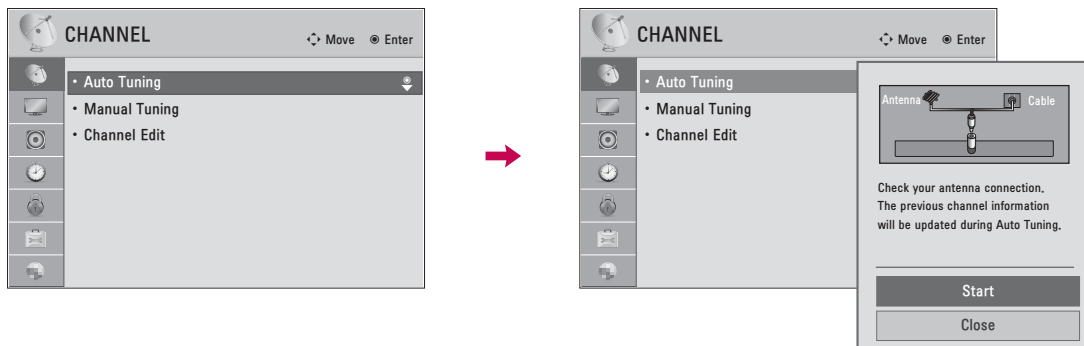 CHANNEL
Move
Enter
• Auto Tuning
• Manual Tuning
• Channel Edit
CHANNEL
Move
Enter
• Auto Tuning
• Manual Tuning
• Channel Edit
Antenna
Cable
Check your antenna connection.
The previous channel information
will be updated during Auto Tuning.
Start
Close